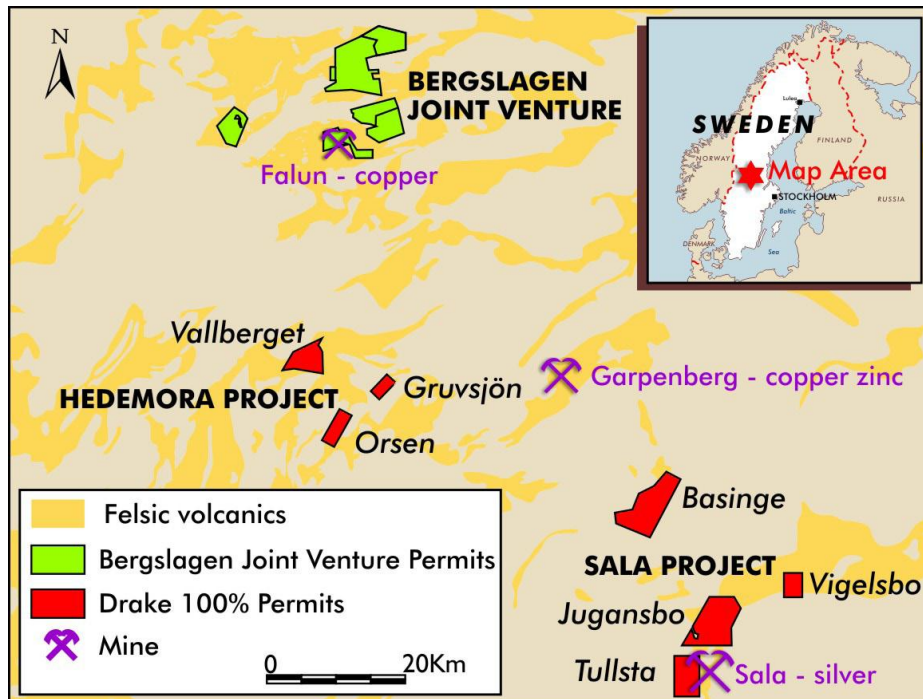 N
BERGSLAGEN
JOINT VENTURE
Falun - copper
Lulea
SWEDEN
FINLAND
NORWAY
Map Area
STOCKHOLM
RUSSIA
Baltic
DENMARK
Sea
Vallberget
Gruvsjön
Garpenberg - copper zinc
HEDEMORA PROJECT
Orsen
Basinge
SALA PROJECT
Vigelsbo
Jugansbo
Tullsta
Sala - silver
Felsic volcanics
Bergslagen Joint Venture Permits
Drake 100% Permits
Mine
0 20Km